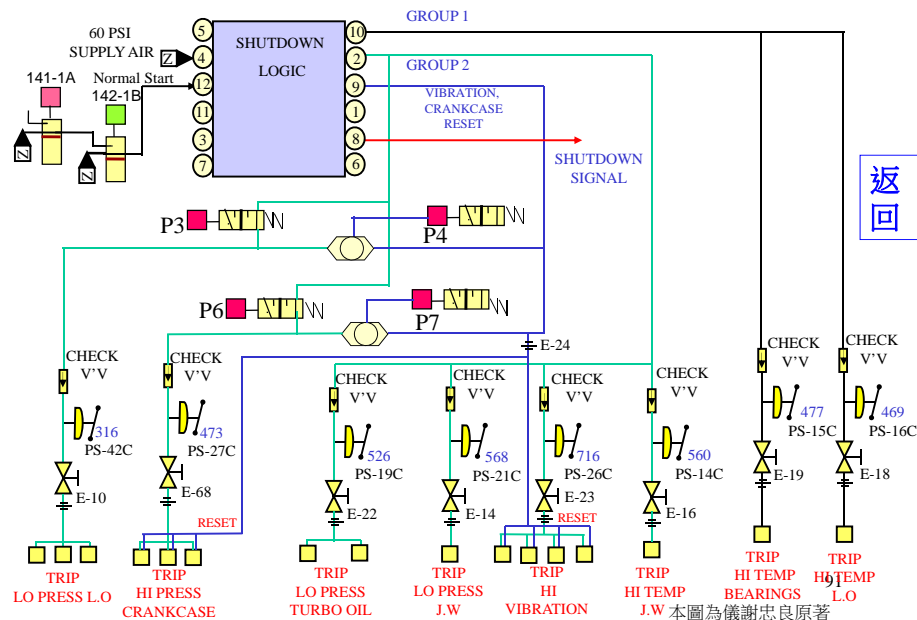 GROUP 1
60 PSI
SUPPLY AIR
Z
SHUTDOWN
LOGIC
5
4
12
11
3
7
10
2
9
1
8
6
141-1A
Normal Start
142-1B
Z
Z
GROUP 2
VIBRATION,
CRANKCASE
RESET
SHUTDOWN
SIGNAL
返
回
P3
P4
P6
P7
E-24
CHECK
V'V
316
PS-42C
E-10
CHECK
V'V
473
PS-27C
E-68
CHECK
V'V
526
PS-19C
E-22
CHECK
V'V
568
PS-21C
E-14
CHECK
V'V
716
PS-26C
E-23
CHECK
V'V
560
PS-14C
E-16
CHECK
V'V
477
PS-15C
E-19
CHECK
V'V
469
PS-16C
E-18
RESET
RESET
TRIP
LO PRESS L.O
TRIP
HI PRESS
CRANKCASE
TRIP
LO PRESS
TURBO OIL
TRIP
LO PRESS
J.W
TRIP
HI
VIBRATION
TRIP
HI TEMP
J.W
TRIP
HI TEMP
BEARINGS
TRIP
HI TEMP
L.O
91
本圖為儀謝忠良原著